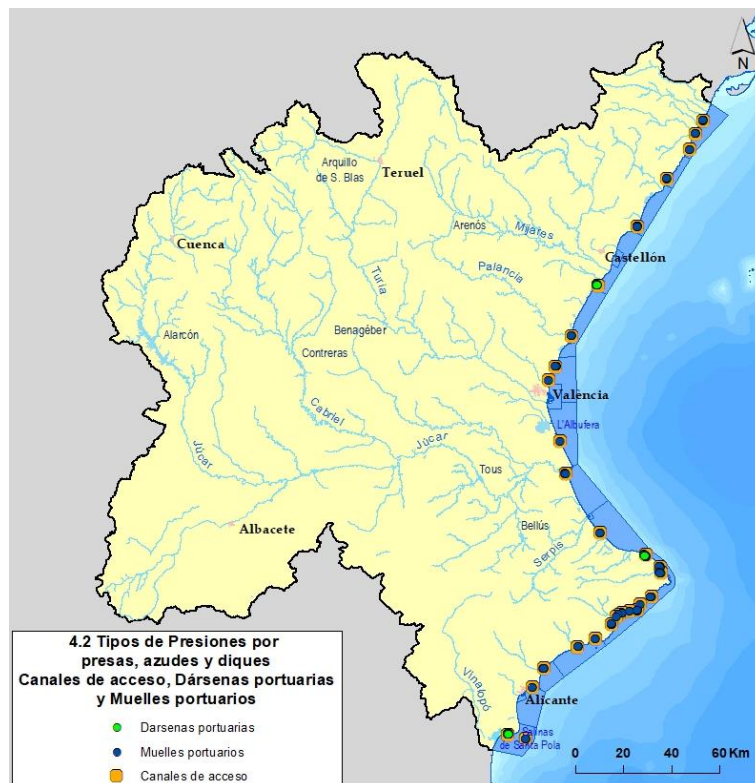 N
Arquillo
de S. Blas
Teruel
Arenós
Mijares
Cuenca
Castellón
Palancia
Turia
Alarcón
Benagéber
Contreras
València
Cabriel
L'Albufera
Júcar
Júcar
Tous
Albacete
Bellús
Serpis
4.2 Tipos de Presiones por
presas, azudes y diques
Canales de acceso, Dársenas portuarias
y Muelles portuarios
Vinalopó
Alicante
Salinas
de Santa Pola
Darsenas portuarias
Muelles portuarios
Canales de acceso
0 20 40 60 Km